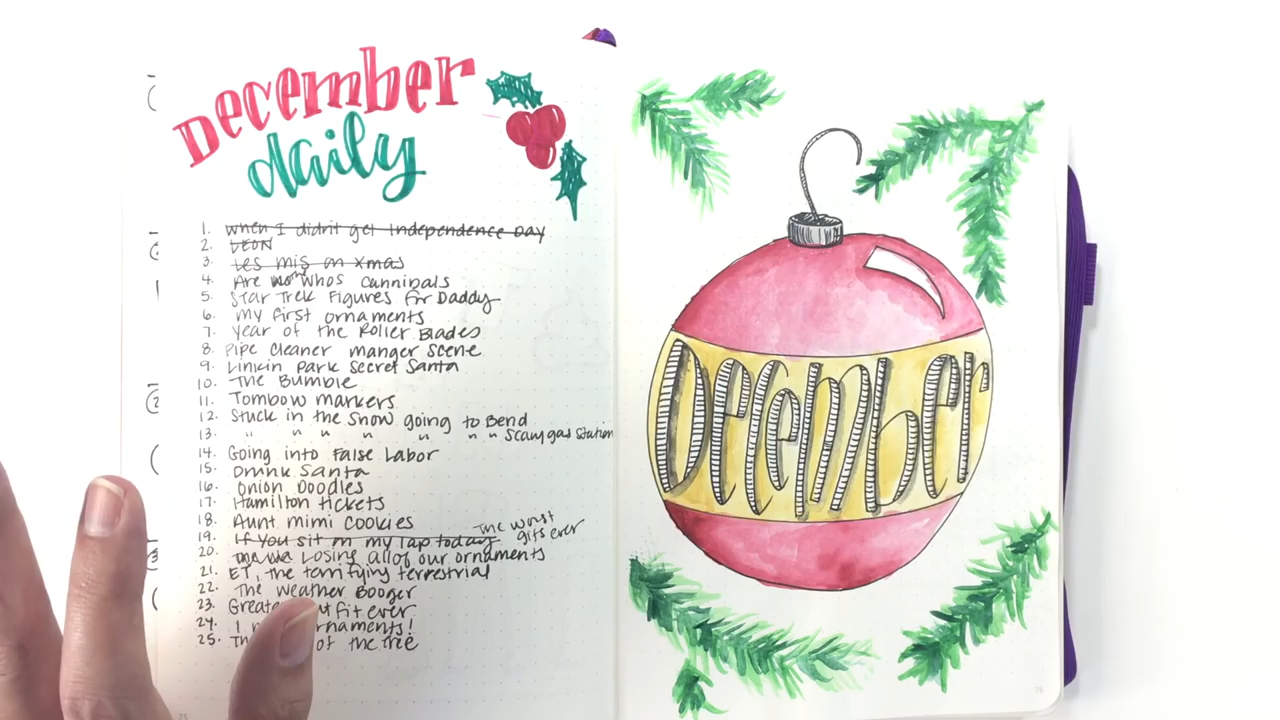 December
daily
1. When I didn't get Independence Day
2. LEON
3. Les mis on xmas
4. Are Whos cannibals
5. Star Trek Figures for Daddy
6. My first ornaments
7. Year of the Roller Blades
8. Pipe cleaner manger scene
9. Linkin Park Secret Santa
10. The Bumble
11. Tombow markers
12. Stuck in the snow going to Bend
13. " " " " " " " Scary gas Station
14. Going into False Labor
15. Drunk Santa
16. Onion Doodles
17. Hamilton tickets
18. Aunt mimi cookies
19. If you sit on my lap today The worst gifts ever
20. Losing all of our ornaments
21. ET, the terrifying terrestrial
22. The weather Booger
23. fit ever
24. I ornaments!
25. of the Tree
75
December
76